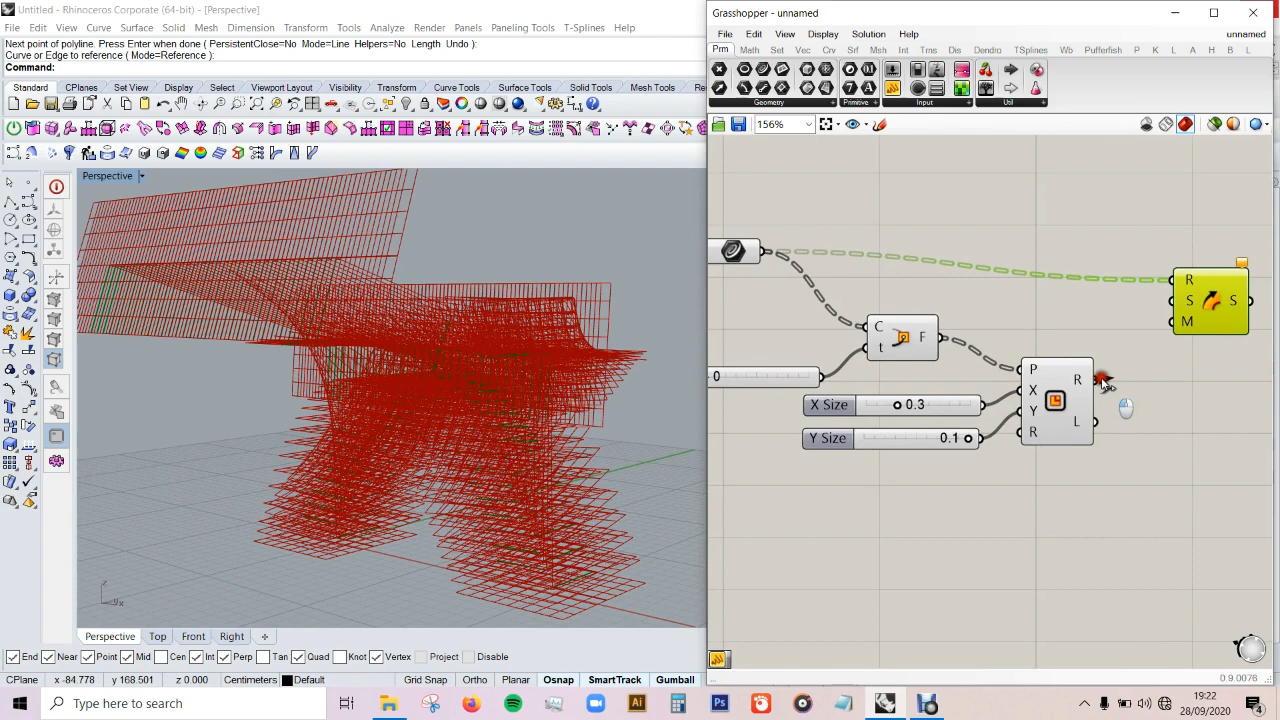 Untitled - Rhinoceros Corporate (64-bit) - [Perspective]
File Edit View Curve Surface Solid Mesh Dimension Transform Tools Analyze Render Panels Paneling Tools T-Splines Help
Next point of polyline. Press Enter when done ( PersistentClose=No Mode=Line Helpers=No Length Undo ):
Curve or Edge to reference ( Mode=Reference ):
Command:
Standard CPlanes Set View Display Select Viewport Layout Visibility Transform Curve Tools Surface Tools Solid Tools Mesh Tools Re
Perspective
z
y x
Perspective Top Front Right
End Near Point Mid Cen Int Perp Tan Quad Knot Vertex Project Disable
CPlane x -84.778 y 168.501 z 0.000 Centimeters Default Grid Snap Ortho Planar Osnap SmartTrack Gumball
Grasshopper - unnamed
File Edit View Display Solution Help unnamed
Prm Math Set Vec Crv Srf Msh Int Trns Dis Dendro TSplines Wb Pufferfish P K L A H B L
Geometry Primitive Input Util
156%
R
S S
M
C
t F
0
X Size 0.3
Y Size 0.1
P
X
Y
R
R
L
0.9.0076
Type here to search
Ai
Ps
19:22
28/09/2020
4